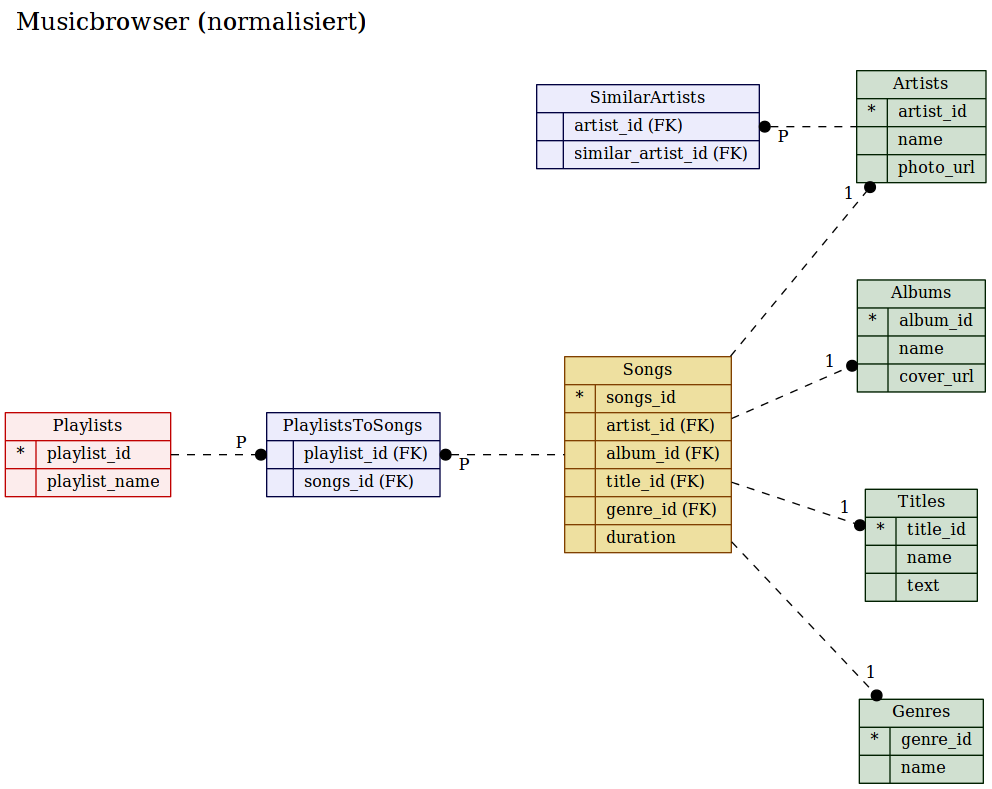 Musicbrowser (normalisiert)
SimilarArtists
artist_id (FK)
similar_artist_id (FK)
P
Artists
* artist_id
name
photo_url
1
Albums
* album_id
name
cover_url
1
Songs
* songs_id
artist_id (FK)
album_id (FK)
title_id (FK)
genre_id (FK)
duration
Playlists
* playlist_id
playlist_name
P
PlaylistsToSongs
playlist_id (FK)
songs_id (FK)
P
1
Titles
* title_id
name
text
1
Genres
* genre_id
name